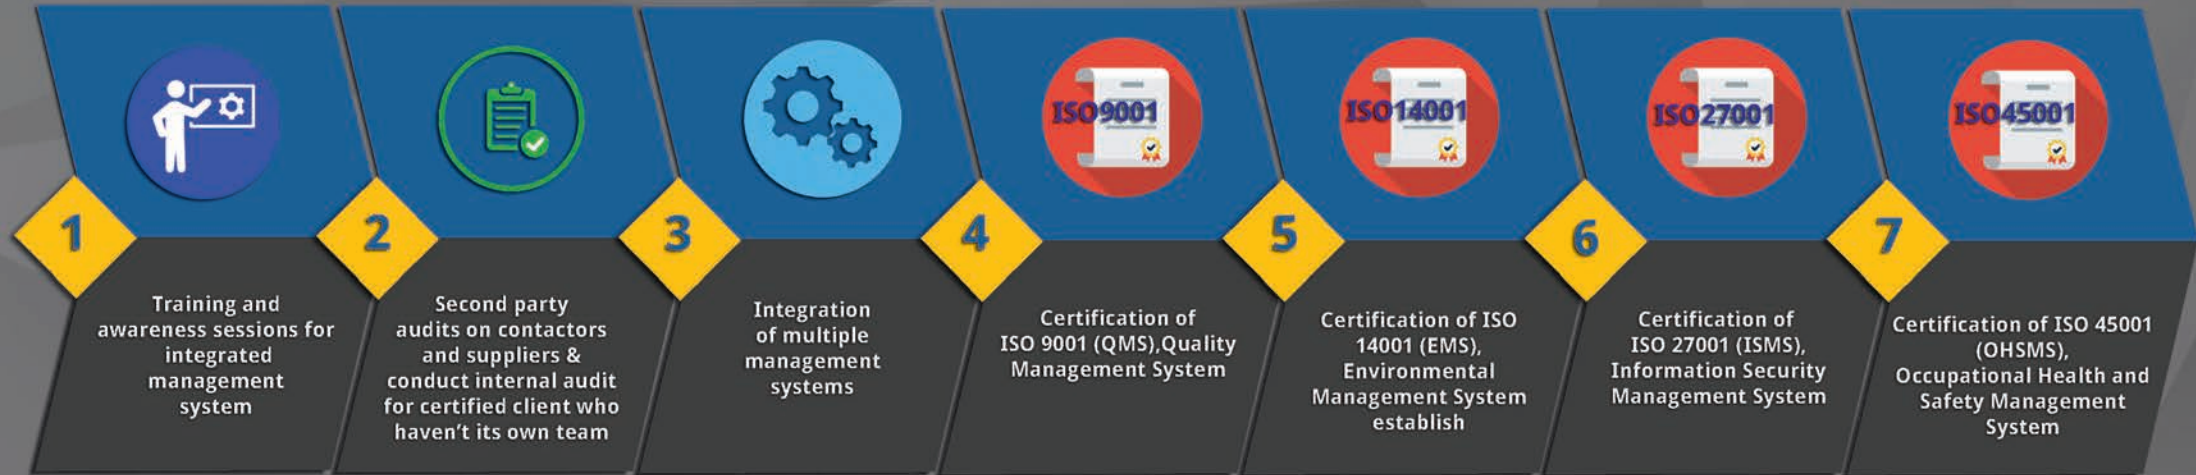 1
Training and
awareness sessions for
integrated
management
system
2
Second party
audits on contactors
and suppliers &
conduct internal audit
for certified client who
haven't its own team
3
Integration
of multiple
management
systems
ISO9001
4
Certification of
ISO 9001 (QMS),Quality
Management System
ISO14001
5
Certification of ISO
14001 (EMS),
Environmental
Management System
establish
ISO27001
6
Certification of
ISO 27001 (ISMS),
Information Security
Management System
ISO45001
7
Certification of ISO 45001
(OHSMS),
Occupational Health and
Safety Management
System